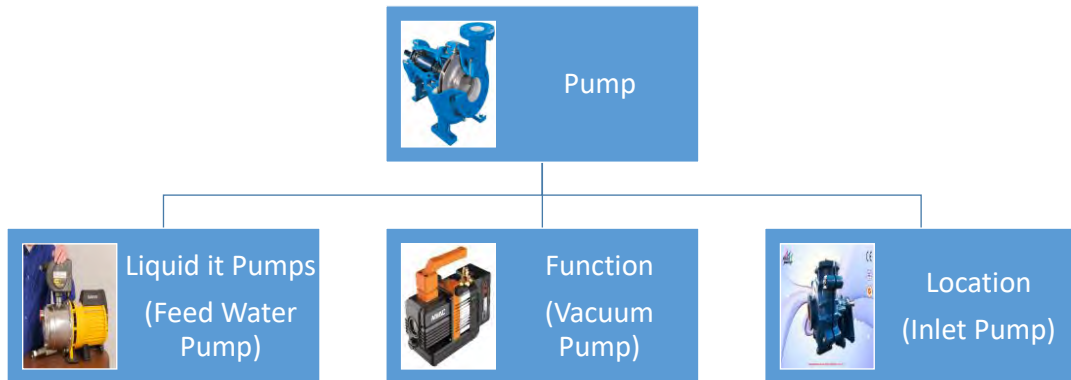 Pump
Liquid it Pumps
(Feed Water
Pump)
Function
(Vacuum
Pump)
Location
(Inlet Pump)